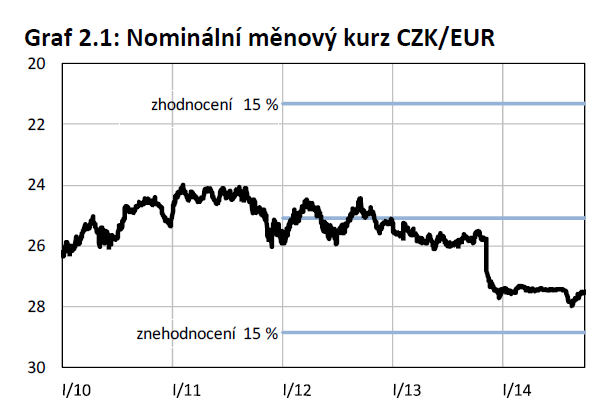 Graf 2.1: Nominální měnový kurz CZK/EUR
20
zhodnocení 15 %
22
24
26
28
znehodnocení 15 %
30
I/10 I/11 I/12 I/13 I/14